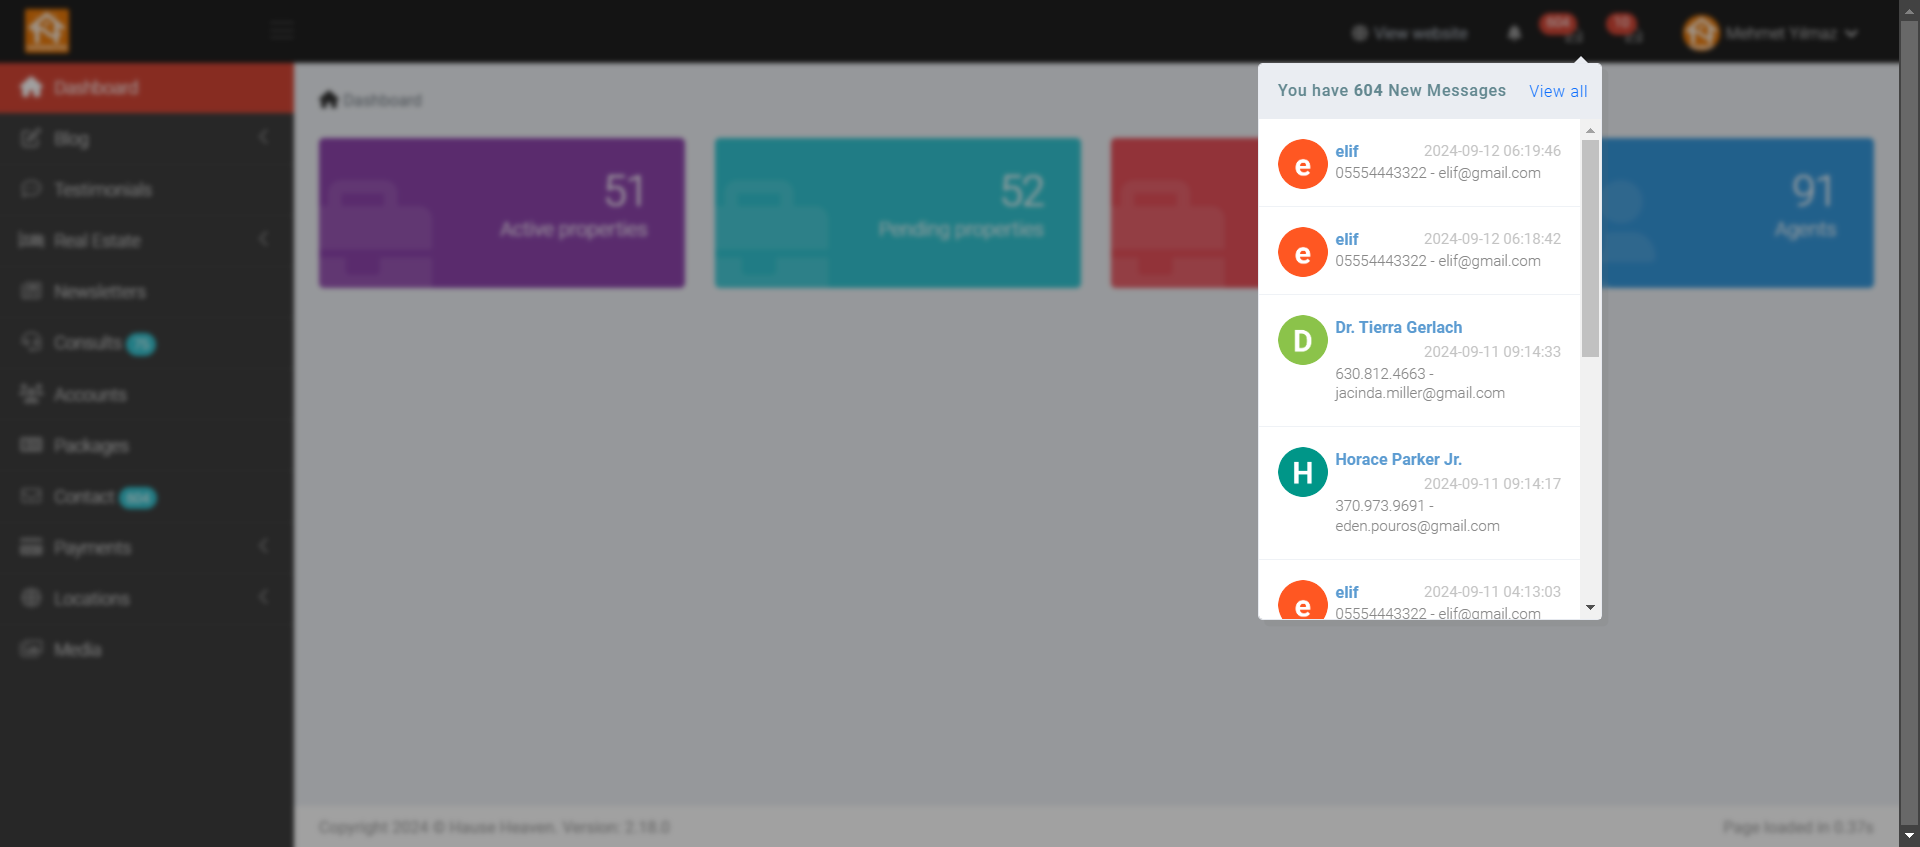 View website
604
10
Mehmet Yılmaz
Dashboard
Blog
Testimonials
Real Estate
Newsletters
Consults
Accounts
Packages
Contact 604
Payments
Locations
Media
Dashboard
51
Active properties
52
Pending properties
91
Agents
You have 604 New Messages View all
e
elif 2024-09-12 06:19:46
05554443322 - elif@gmail.com
e
elif 2024-09-12 06:18:42
05554443322 - elif@gmail.com
D
Dr. Tierra Gerlach
2024-09-11 09:14:33
630.812.4663 -
jacinda.miller@gmail.com
H
Horace Parker Jr.
2024-09-11 09:14:17
370.973.9691 -
eden.pouros@gmail.com
e
elif 2024-09-11 04:13:03
05554443322 - elif@gmail.com
Copyright 2024 © Hause Heaven. Version: 2.18.0
Page loaded in 0.37s